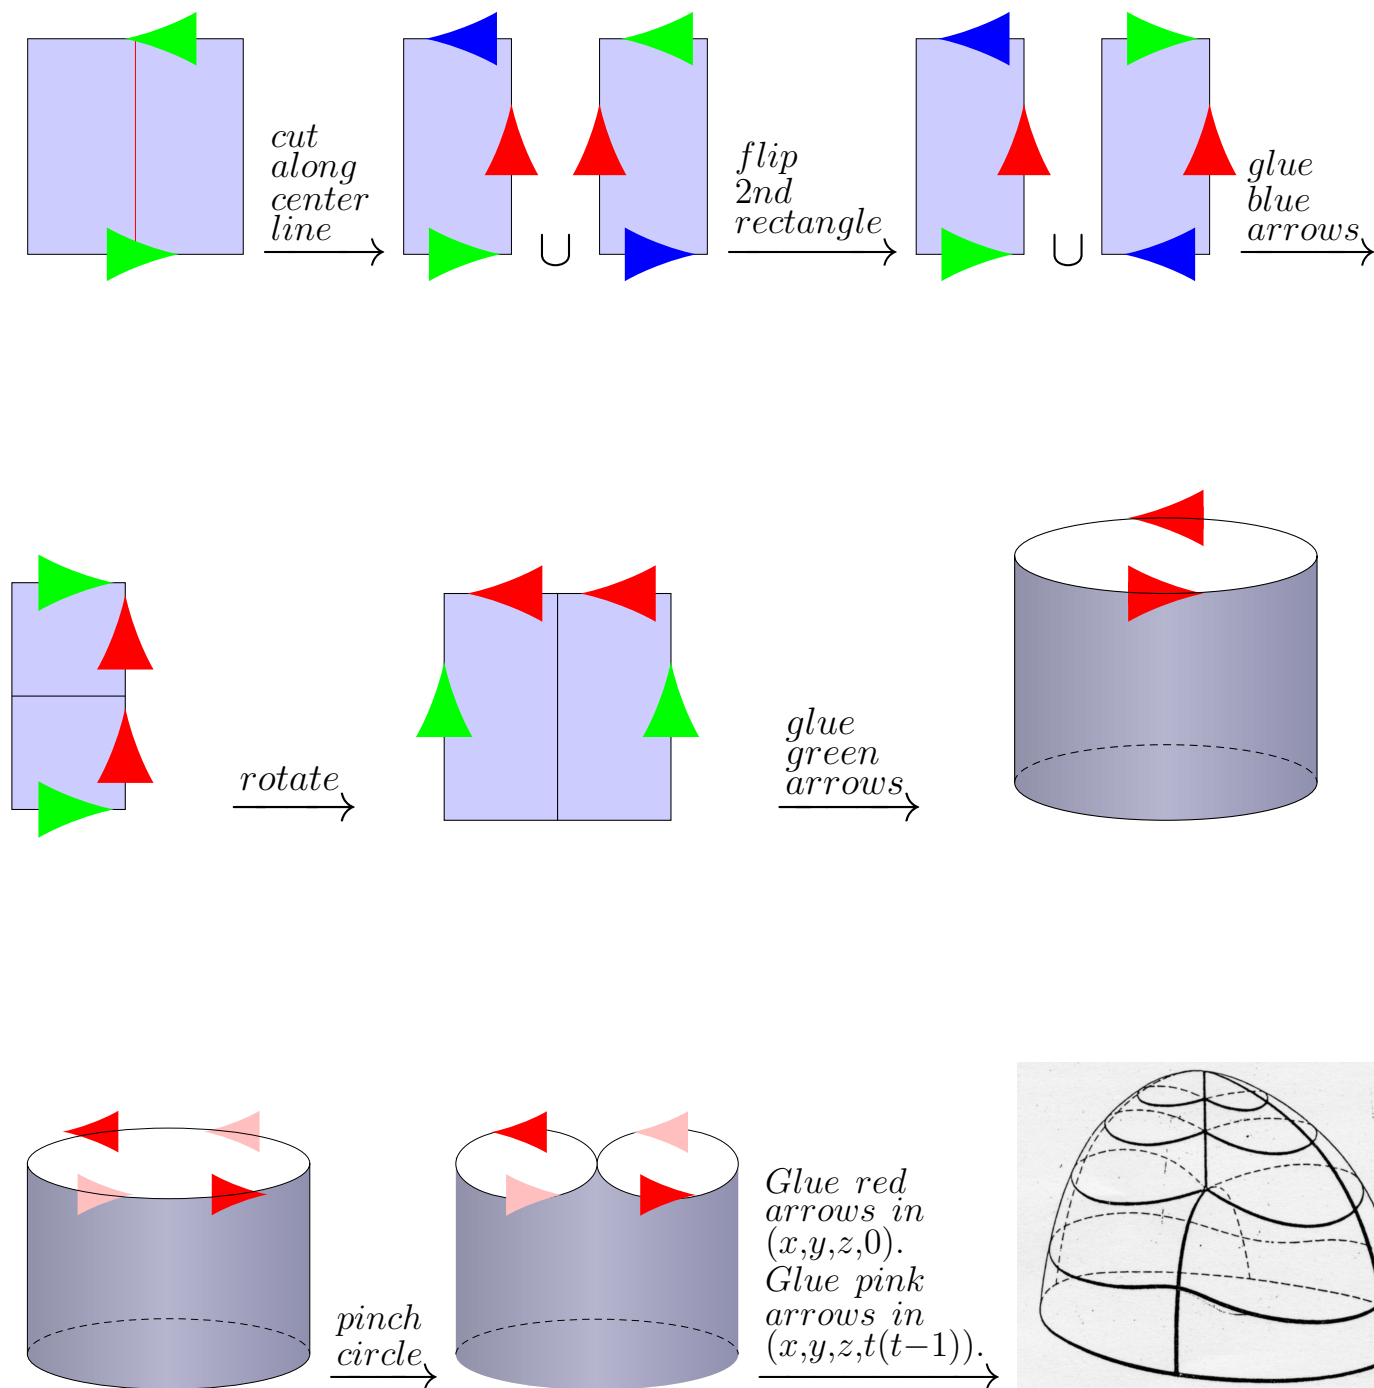 cut
along
center
line
∪
flip
2nd
rectangle
∪
glue
blue
arrows
rotate
glue
green
arrows
pinch
circle
Glue red
arrows in
(x,y,z,0).
Glue pink
arrows in
(x,y,z,t(t−1)).